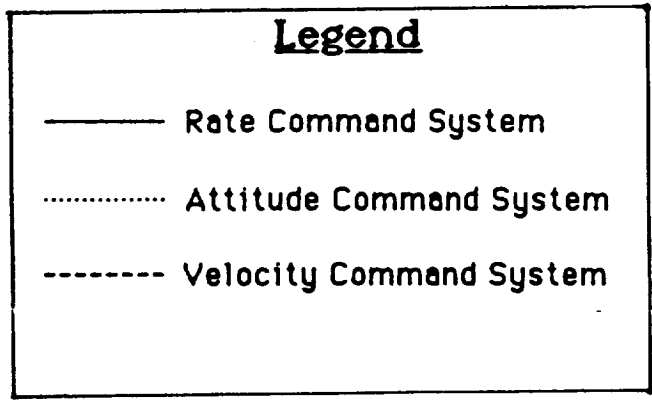 Legend
Rate Command System
Attitude Command System
Velocity Command System